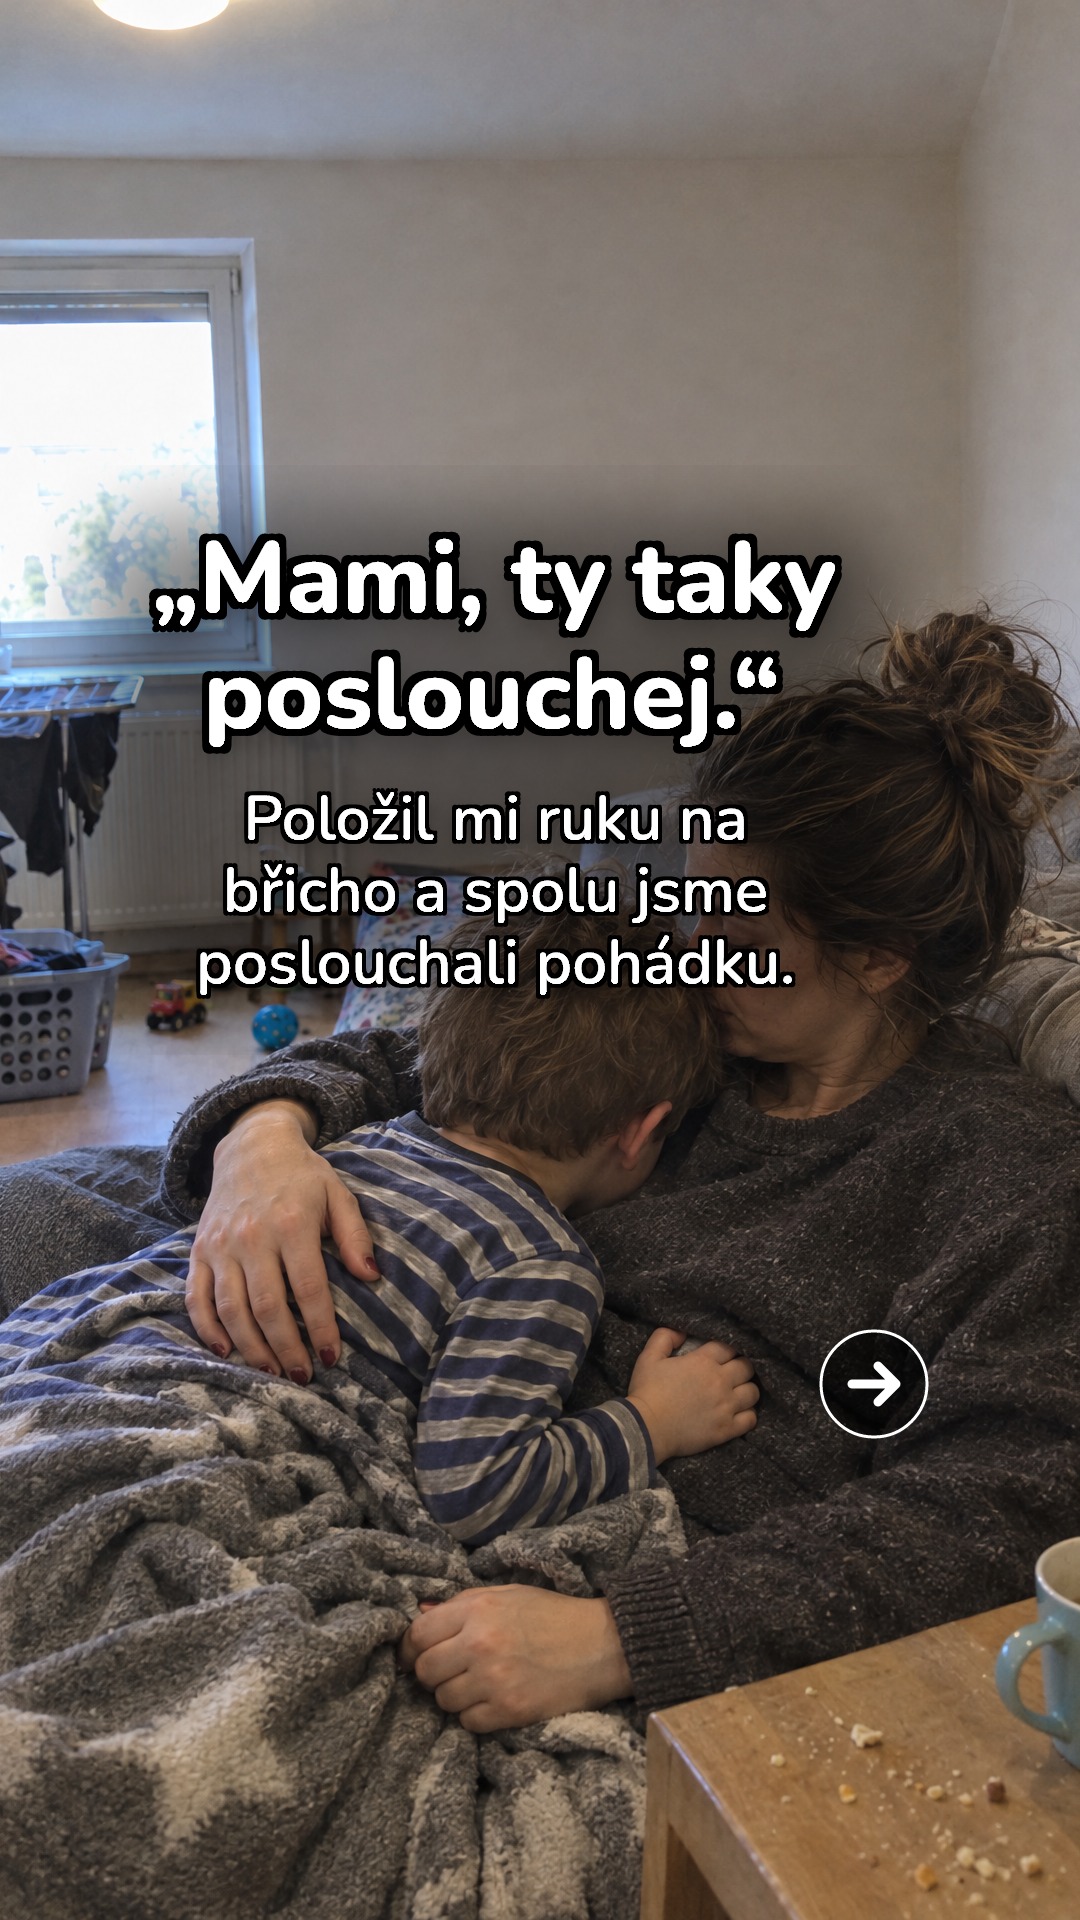 „Mami, ty taky
poslouchej.“
Položil mi ruku na
břicho a spolu jsme
poslouchali pohádku.